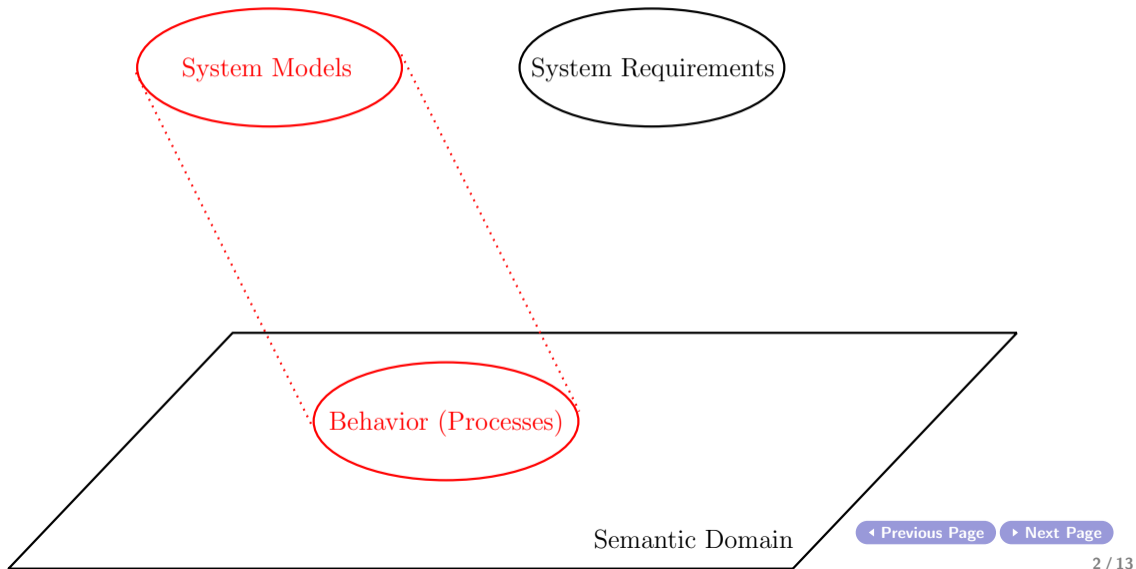 System Models
System Requirements
Behavior (Processes)
Semantic Domain
Previous Page
Next Page
2 / 13